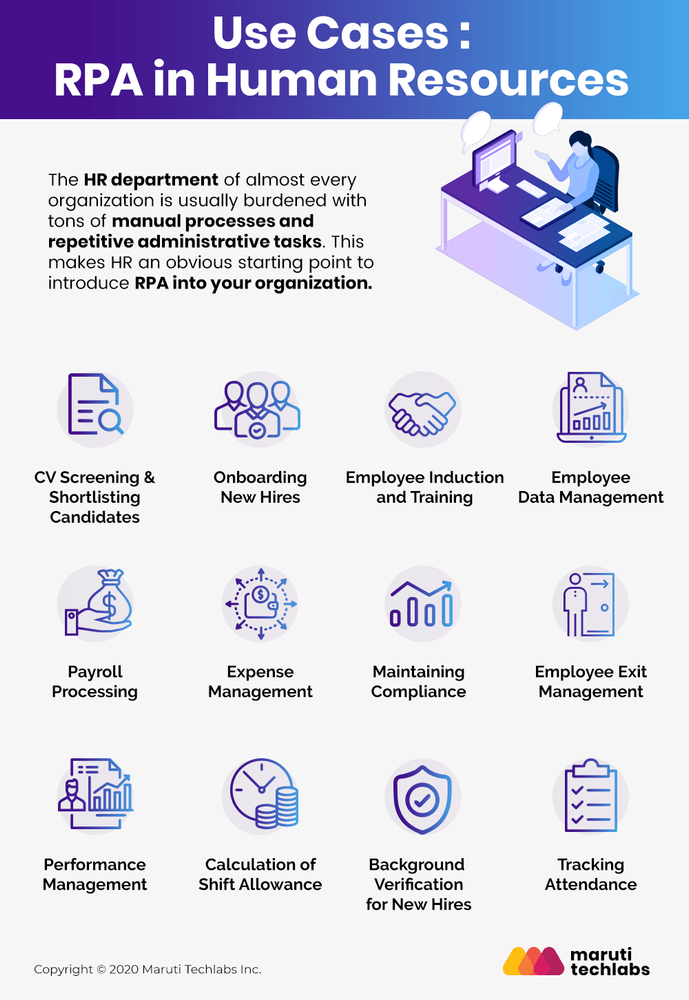 Use Cases :
RPA in Human Resources
The HR department of almost every
organization is usually burdened with
tons of manual processes and
repetitive administrative tasks. This
makes HR an obvious starting point to
introduce RPA into your organization.
CV Screening &
Shortlisting
Candidates
Onboarding
New Hires
Employee Induction
and Training
Employee
Data Management
Payroll
Processing
Expense
Management
Maintaining
Compliance
Employee Exit
Management
Performance
Management
Calculation of
Shift Allowance
Background
Verification
for New Hires
Tracking
Attendance
Copyright © 2020 Maruti Techlabs Inc.
maruti
techlabs